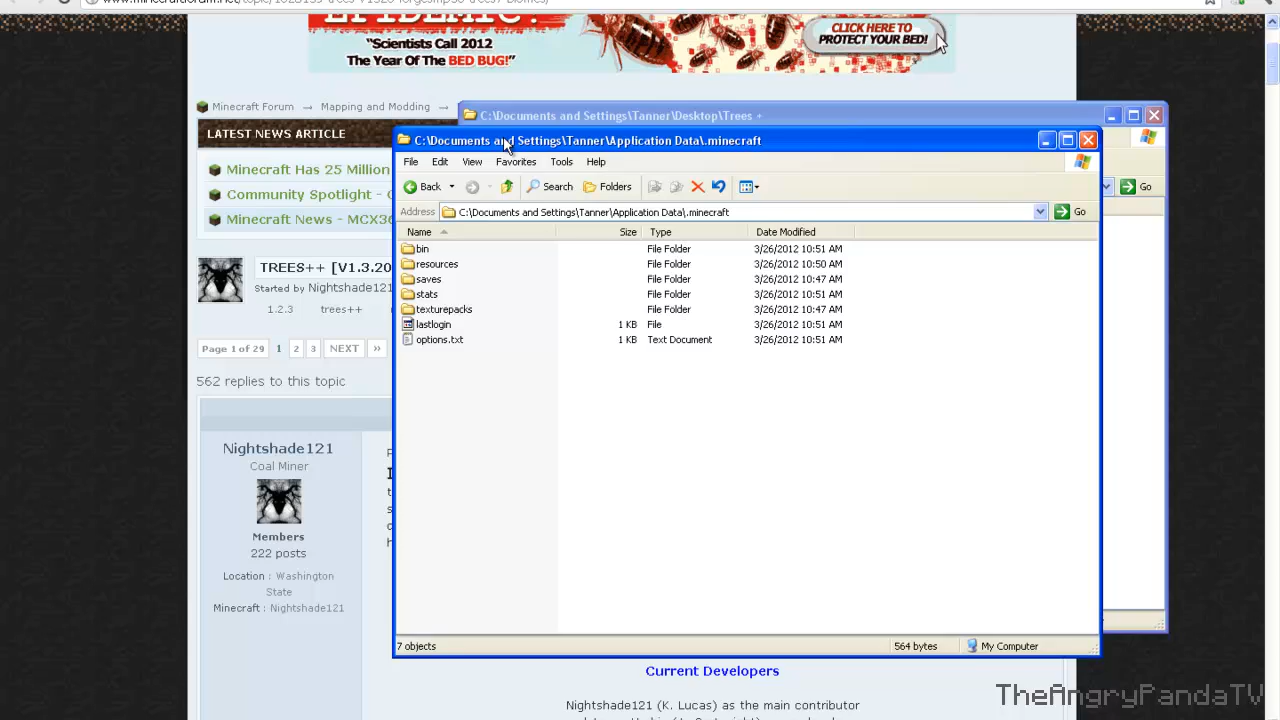 "Scientists Call 2012
The Year Of The BED BUG!"
CLICK HERE TO
PROTECT YOUR BED!
Minecraft Forum → Mapping and Modding →
C:\Documents and Settings\Tanner\Desktop\Trees +
LATEST NEWS ARTICLE
C:\Documents and Settings\Tanner\Application Data\.minecraft
File Edit View Favorites Tools Help
Minecraft Has 25 Million
Community Spotlight -
Minecraft News - MCX36
Back Search Folders
Go
Address C:\Documents and Settings\Tanner\Application Data\.minecraft Go
Name Size Type Date Modified
bin File Folder 3/26/2012 10:51 AM
resources File Folder 3/26/2012 10:50 AM
saves File Folder 3/26/2012 10:47 AM
stats File Folder 3/26/2012 10:51 AM
texturepacks File Folder 3/26/2012 10:47 AM
lastlogin 1 KB File 3/26/2012 10:51 AM
options.txt 1 KB Text Document 3/26/2012 10:51 AM
TREES++ [V1.3.20
Started by Nightshade121
1.2.3 trees++
Page 1 of 29 1 2 3 NEXT »
562 replies to this topic
Nightshade121
Coal Miner
Members
222 posts
Location : Washington
State
Minecraft : Nightshade121
7 objects 564 bytes My Computer
Current Developers
Nightshade121 (K. Lucas) as the main contributor
TheAngryPandaTV